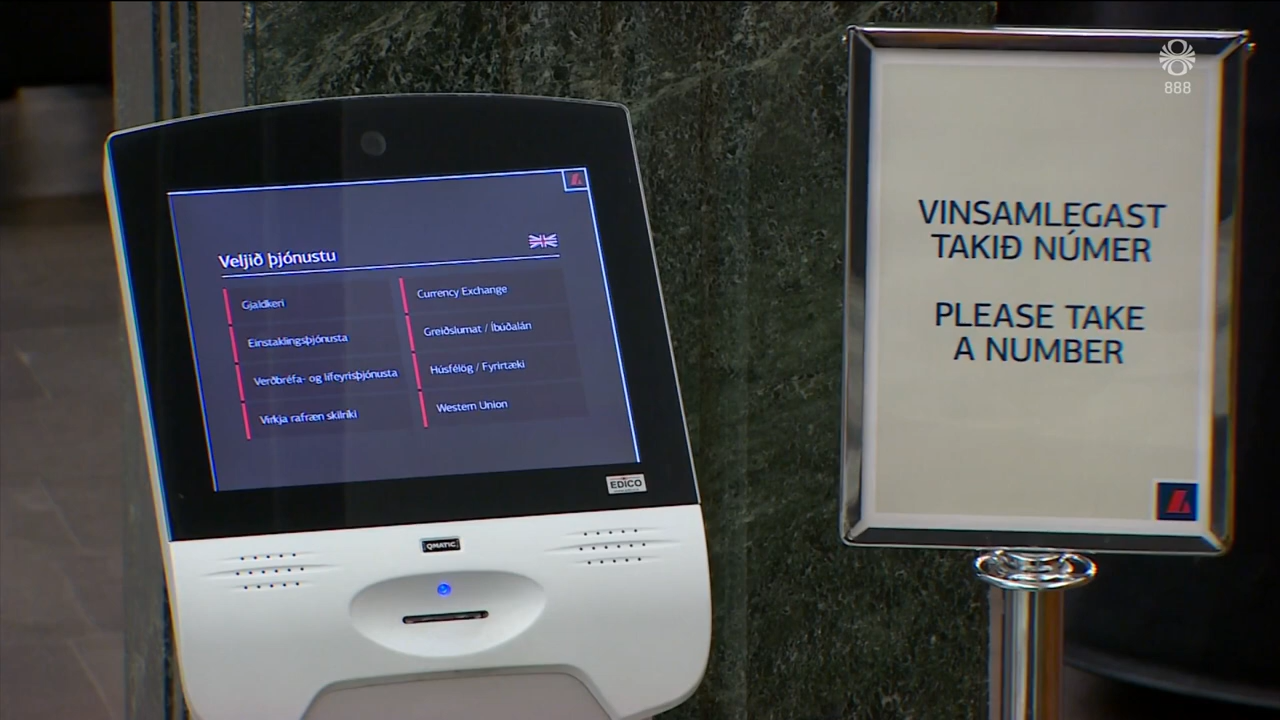 888
VINSAMLEGAST
TAKIÐ NÚMER
PLEASE TAKE
A NUMBER
Veljið þjónustu
Gjaldkeri
Einstaklingsþjónusta
Verðbréfa- og lífeyrisþjónusta
Virkja rafræn skilríki
Currency Exchange
Greiðslumat / Íbúðalán
Húsfélög / Fyrirtæki
Western Union
EDICO
QMATIC